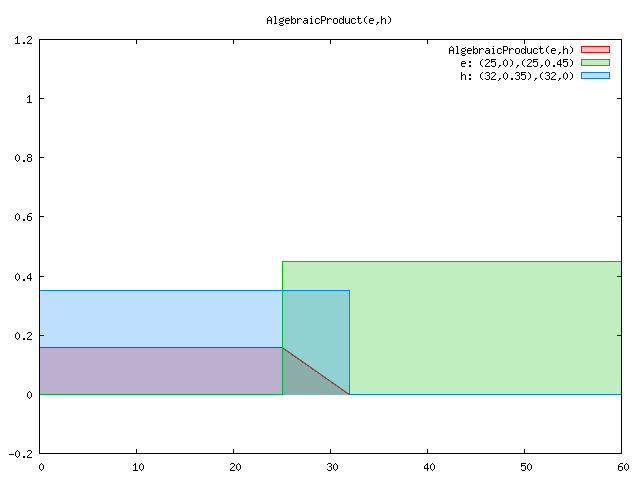 AlgebraicProduct(e,h)
AlgebraicProduct(e,h)
e: (25,0),(25,0.45)
h: (32,0.35),(32,0)
1.2
1
0.8
0.6
0.4
0.2
0
-0.2
0 10 20 30 40 50 60